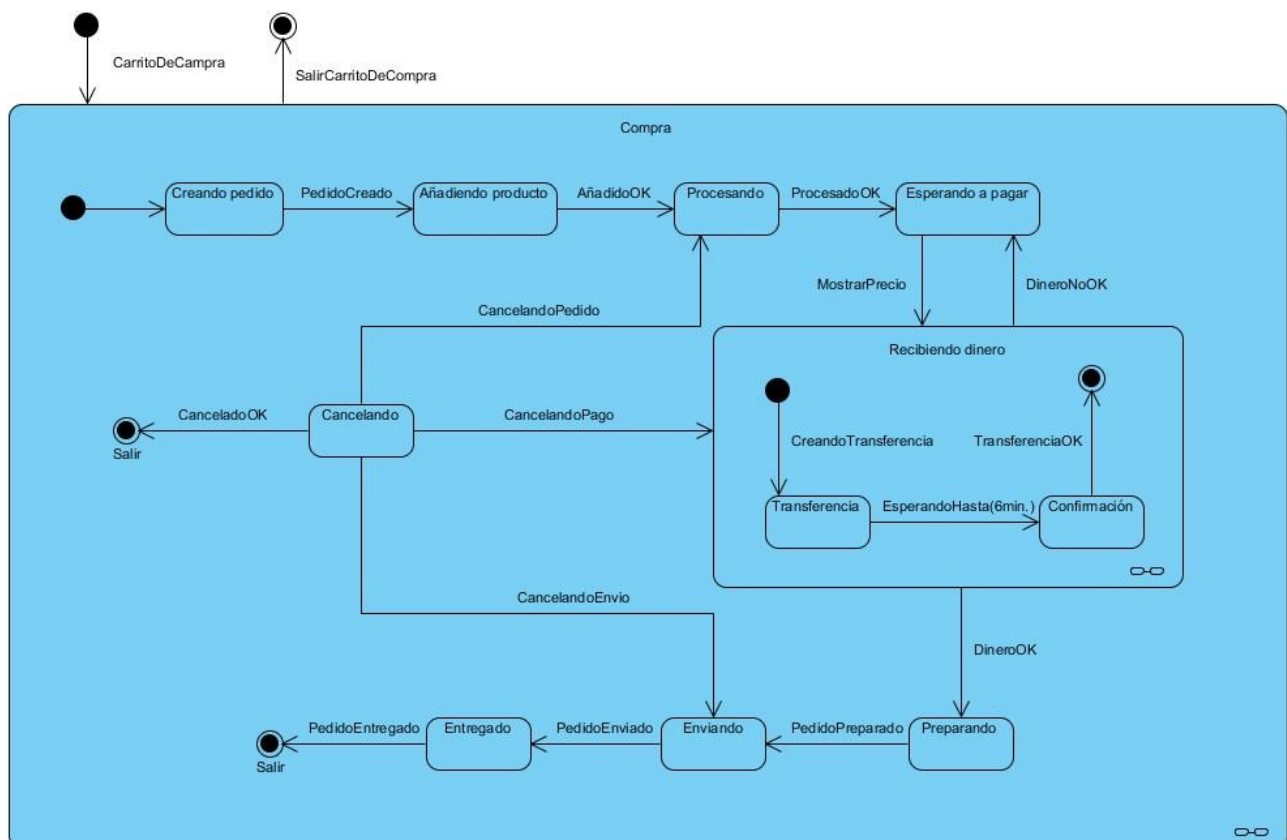 CarritoDeCampra
SalirCarritoDeCompra
Compra
Creando pedido
PedidoCreado
Añadiendo producto
AñadidoOK
Procesando
ProcesadoOK
Esperando a pagar
MostrarPrecio
DineroNoOK
CancelandoPedido
Recibiendo dinero
CanceladoOK
Cancelando
CancelandoPago
Salir
CreandoTransferencia
TransferenciaOK
Transferencia
EsperandoHasta(6min.)
Confirmación
CancelandoEnvio
DineroOK
PedidoEntregado
Entregado
PedidoEnviado
Enviando
PedidoPreparado
Preparando
Salir